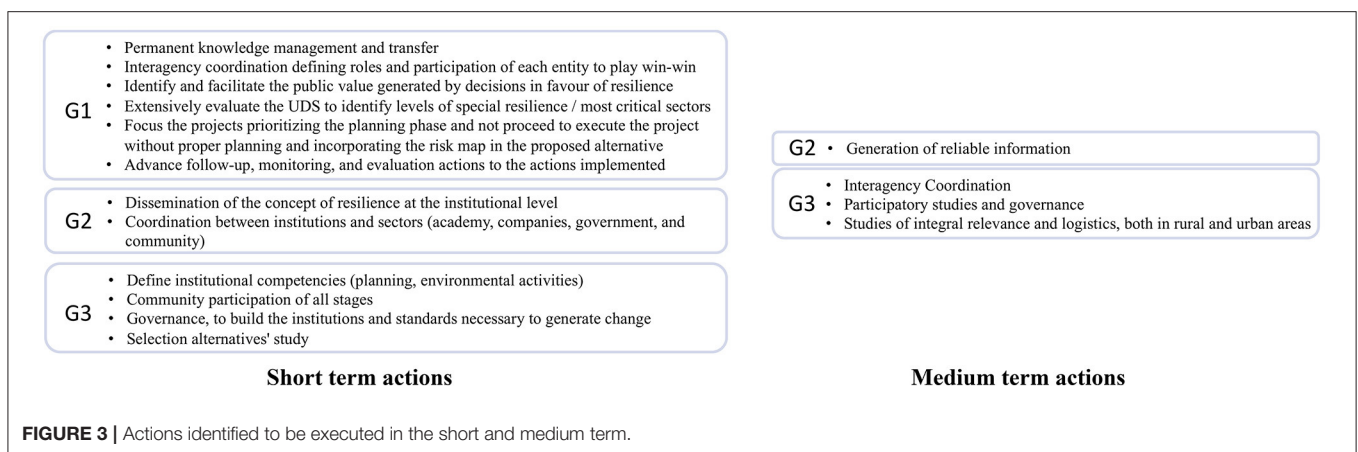 G1
• Permanent knowledge management and transfer
• Interagency coordination defining roles and participation of each entity to play win-win
• Identify and facilitate the public value generated by decisions in favour of resilience
• Extensively evaluate the UDS to identify levels of special resilience / most critical sectors
• Focus the projects prioritizing the planning phase and not proceed to execute the project
without proper planning and incorporating the risk map in the proposed alternative
• Advance follow-up, monitoring, and evaluation actions to the actions implemented
G2
• Dissemination of the concept of resilience at the institutional level
• Coordination between institutions and sectors (academy, companies, government, and
community)
G3
• Define institutional competencies (planning, environmental activities)
• Community participation of all stages
• Governance, to build the institutions and standards necessary to generate change
• Selection alternatives' study
Short term actions
G2 • Generation of reliable information
G3
• Interagency Coordination
• Participatory studies and governance
• Studies of integral relevance and logistics, both in rural and urban areas
Medium term actions
FIGURE 3 | Actions identified to be executed in the short and medium term.